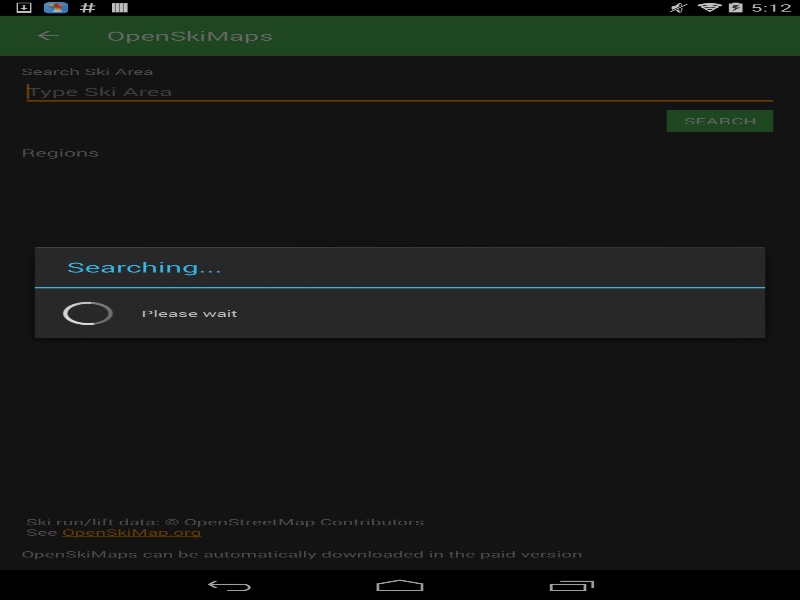 5:12
OpenSkiMaps
Search Ski Area
Type Ski Area
SEARCH
Regions
Searching...
Please wait
Ski run/lift data: © OpenStreetMap Contributors
See OpenSkiMap.org
OpenSkiMaps can be automatically downloaded in the paid version